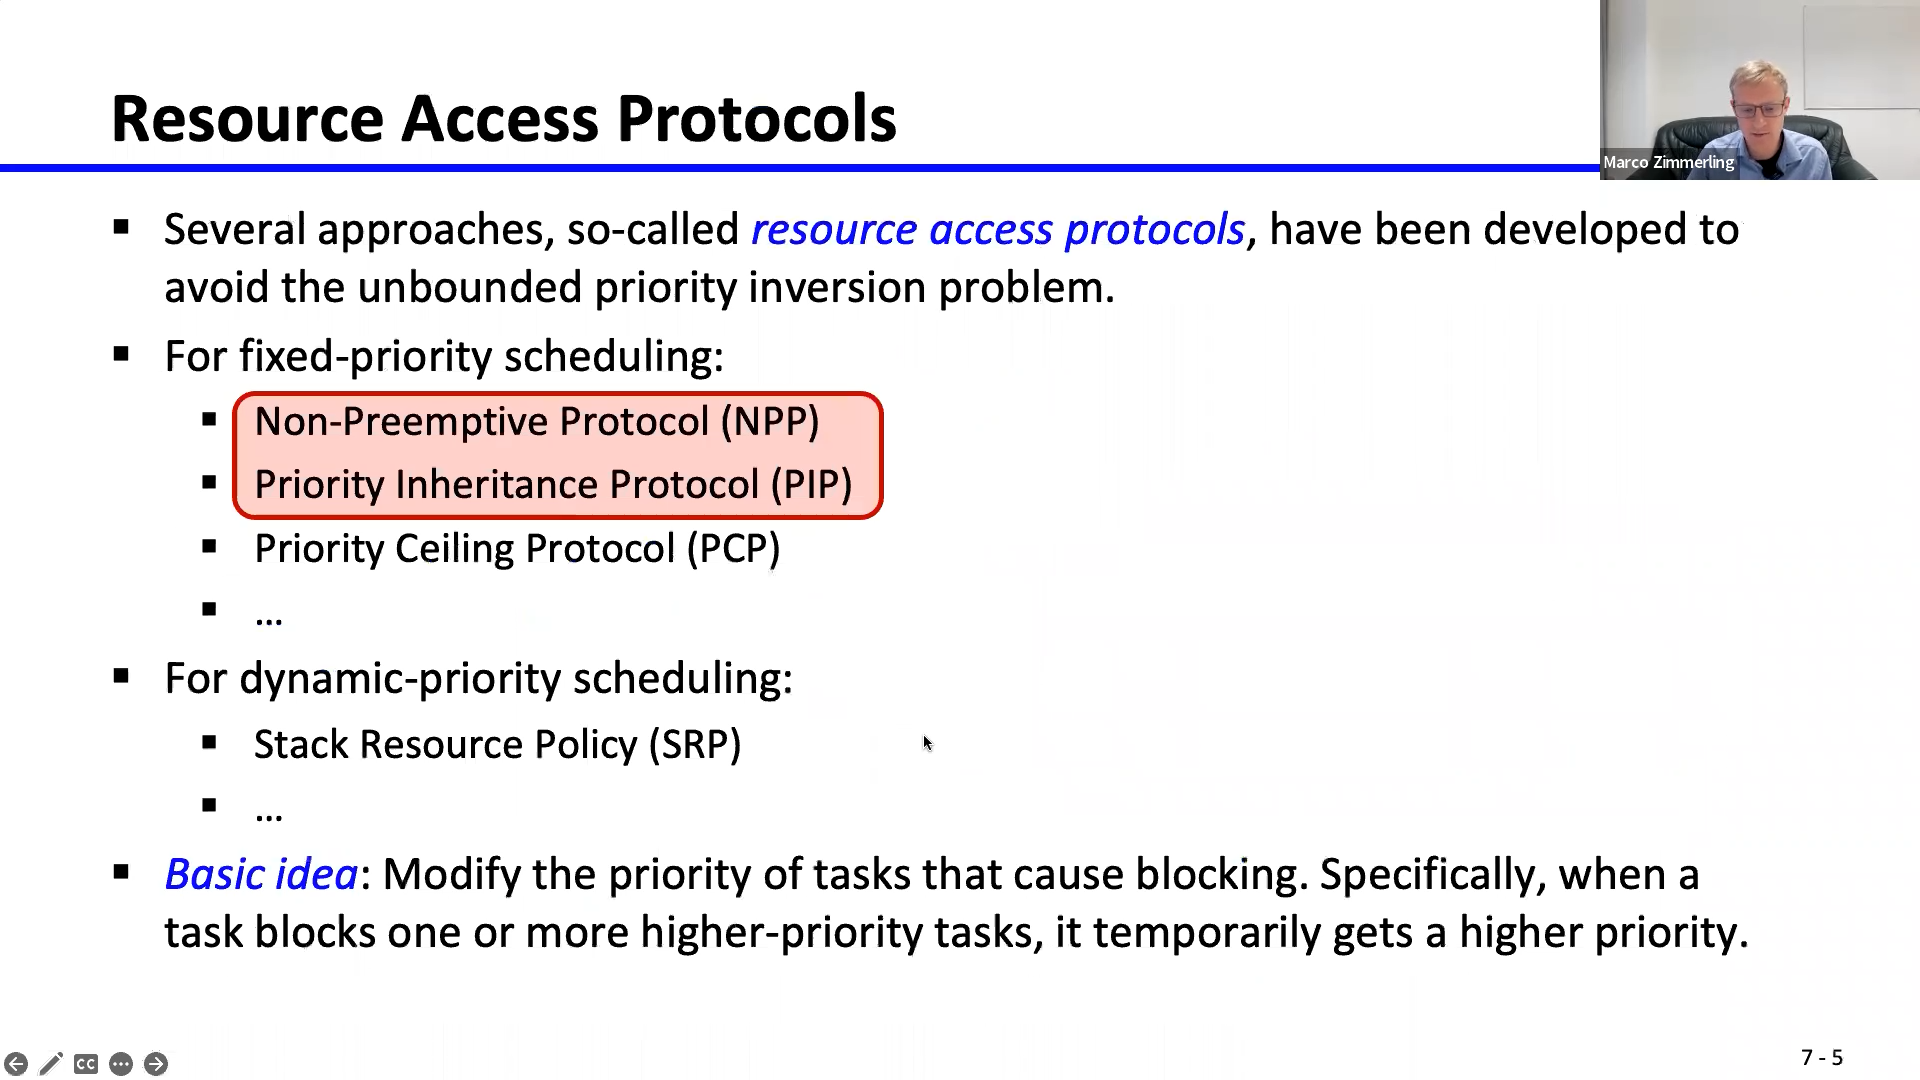 Resource Access Protocols
Marco Zimmerling
▪ Several approaches, so-called resource access protocols, have been developed to
avoid the unbounded priority inversion problem.
▪ For fixed-priority scheduling:
▪ Non-Preemptive Protocol (NPP)
▪ Priority Inheritance Protocol (PIP)
▪ Priority Ceiling Protocol (PCP)
▪ ...
▪ For dynamic-priority scheduling:
▪ Stack Resource Policy (SRP)
▪ ...
▪ Basic idea: Modify the priority of tasks that cause blocking. Specifically, when a
task blocks one or more higher-priority tasks, it temporarily gets a higher priority.
CC
7 - 5